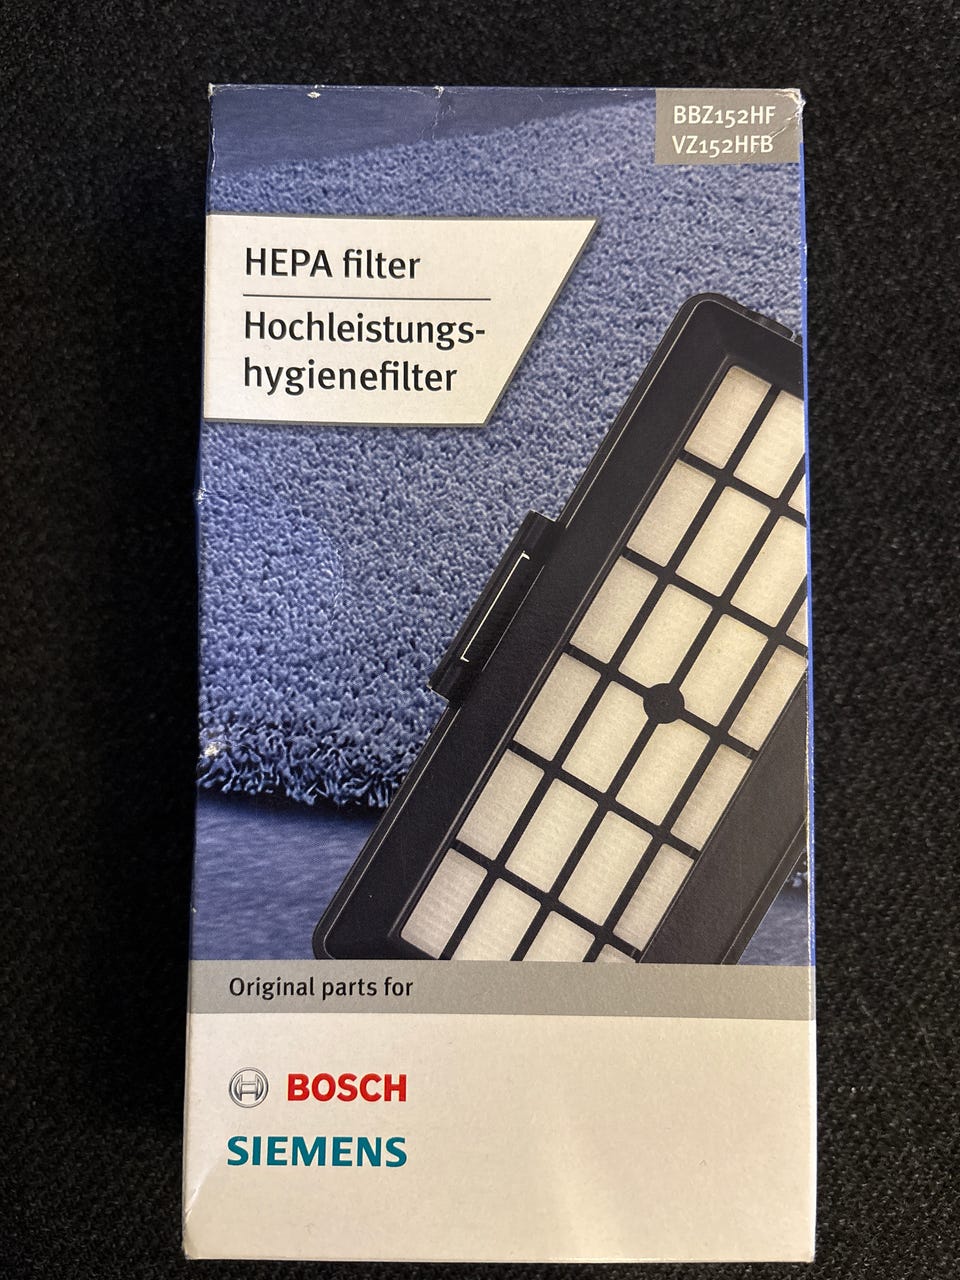 BBZ152HF
VZ152HFB
HEPA filter
Hochleistungs-
hygienefilter
Original parts for
BOSCH
SIEMENS